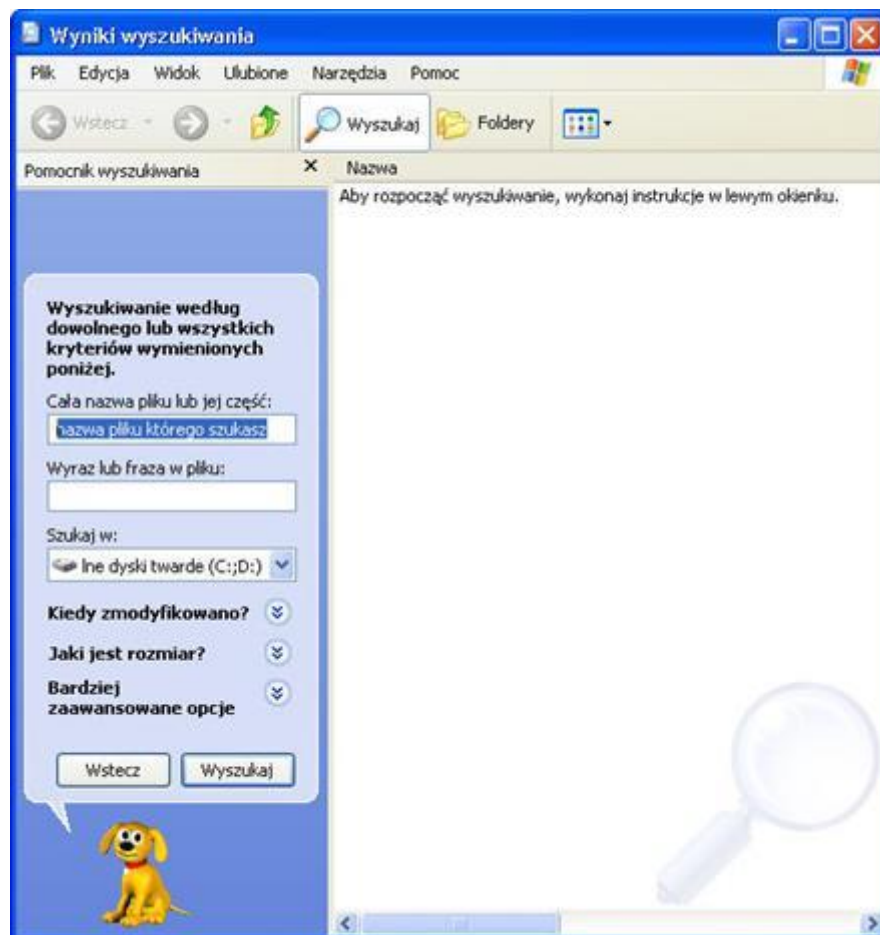 Wyniki wyszukiwania
Plik Edycja Widok Ulubione Narzędzia Pomoc
Wstecz Wyszukaj Foldery
Pomocnik wyszukiwania
Nazwa
Aby rozpocząć wyszukiwanie, wykonaj instrukcje w lewym okienku.
Wyszukiwanie według
dowolnego lub wszystkich
kryteriów wymienionych
poniżej.
Cała nazwa pliku lub jej część:
nazwa pliku którego szukasz
Wyraz lub fraza w pliku:
Szukaj w:
lne dyski twarde (C:;D:)
Kiedy zmodyfikowano?
Jaki jest rozmiar?
Bardziej
zaawansowane opcje
Wstecz Wyszukaj